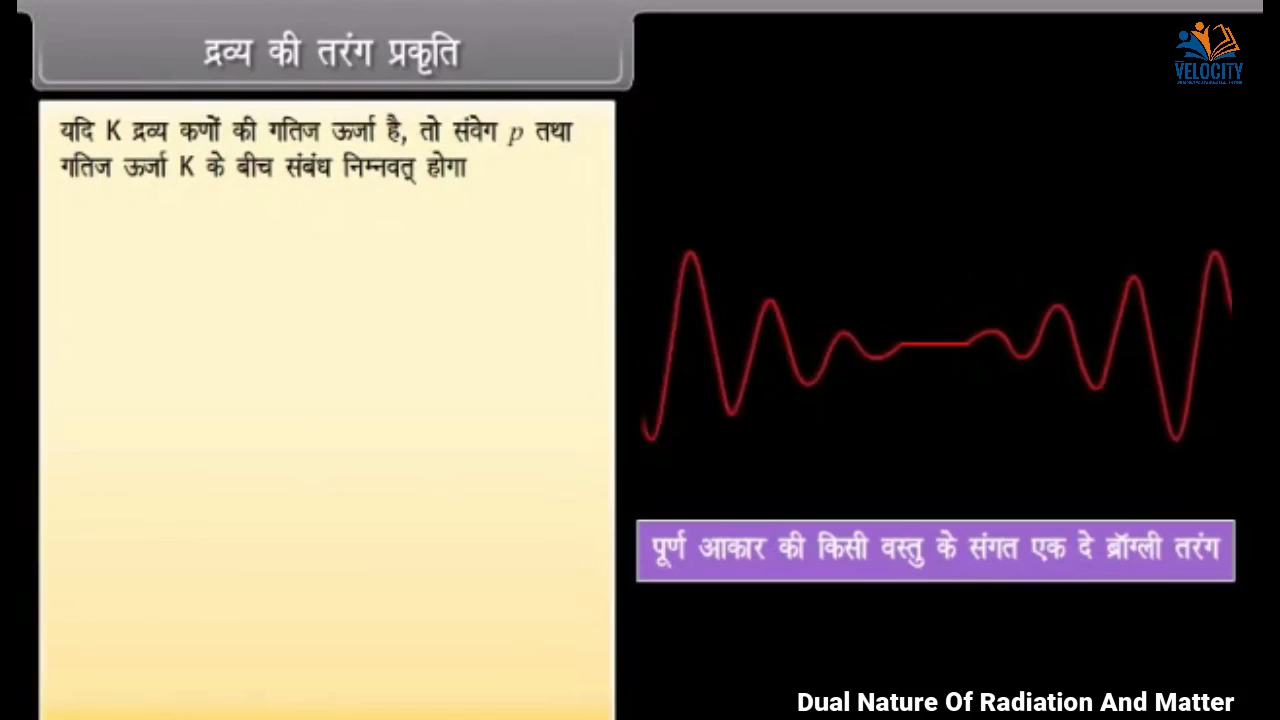 द्रव्य की तरंग प्रकृति
VELOCITY
यदि K द्रव्य कणों की गतिज ऊर्जा है, तो संवेग p तथा
गतिज ऊर्जा K के बीच संबंध निम्नवत् होगा
पूर्ण आकार की किसी वस्तु के संगत एक दे ब्रॉग्ली तरंग
Dual Nature Of Radiation And Matter